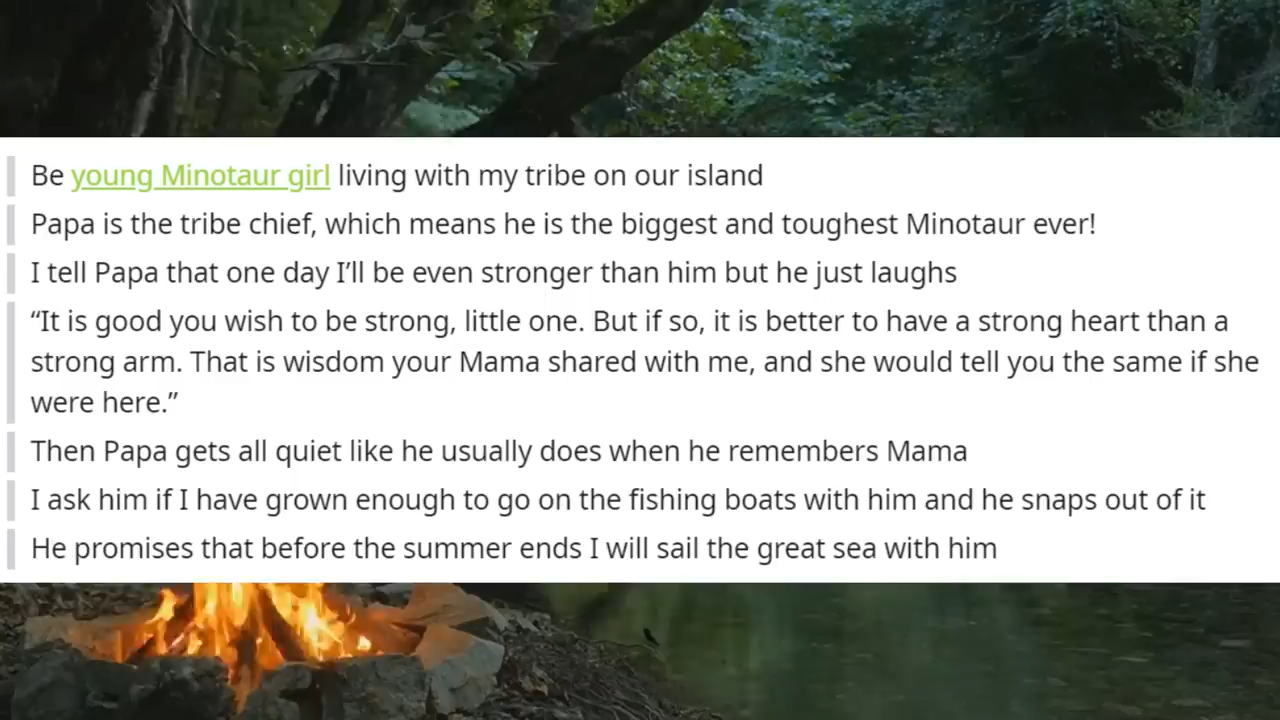 Be young Minotaur girl living with my tribe on our island
Papa is the tribe chief, which means he is the biggest and toughest Minotaur ever!
I tell Papa that one day I’ll be even stronger than him but he just laughs
“It is good you wish to be strong, little one. But if so, it is better to have a strong heart than a
strong arm. That is wisdom your Mama shared with me, and she would tell you the same if she
were here.”
Then Papa gets all quiet like he usually does when he remembers Mama
I ask him if I have grown enough to go on the fishing boats with him and he snaps out of it
He promises that before the summer ends I will sail the great sea with him